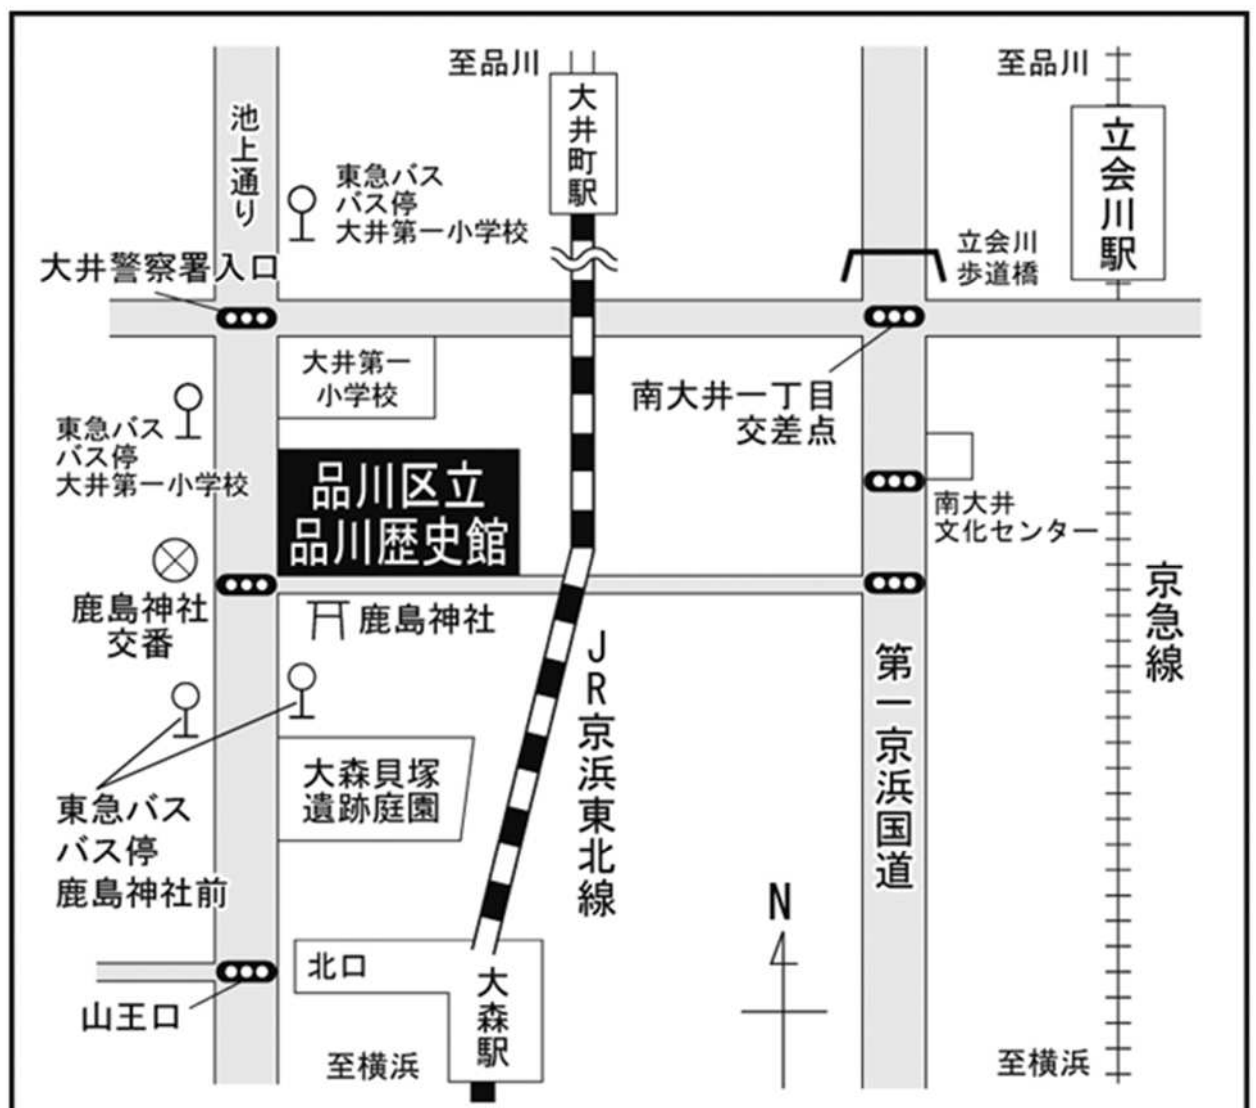 至品川
至品川
大井町駅
立会川駅
池上通り
東急バス
バス停
大井第一小学校
大井警察署入口
立会川
歩道橋
大井第一
小学校
南大井一丁目
交差点
東急バス
バス停
大井第一小学校
品川区立
品川歴史館
南大井
文化センター
鹿島神社
交番
鹿島神社
京急線
JR京浜東北線
第一京浜国道
大森貝塚
遺跡庭園
東急バス
バス停
鹿島神社前
N
北口
大森駅
山王口
至横浜
至横浜